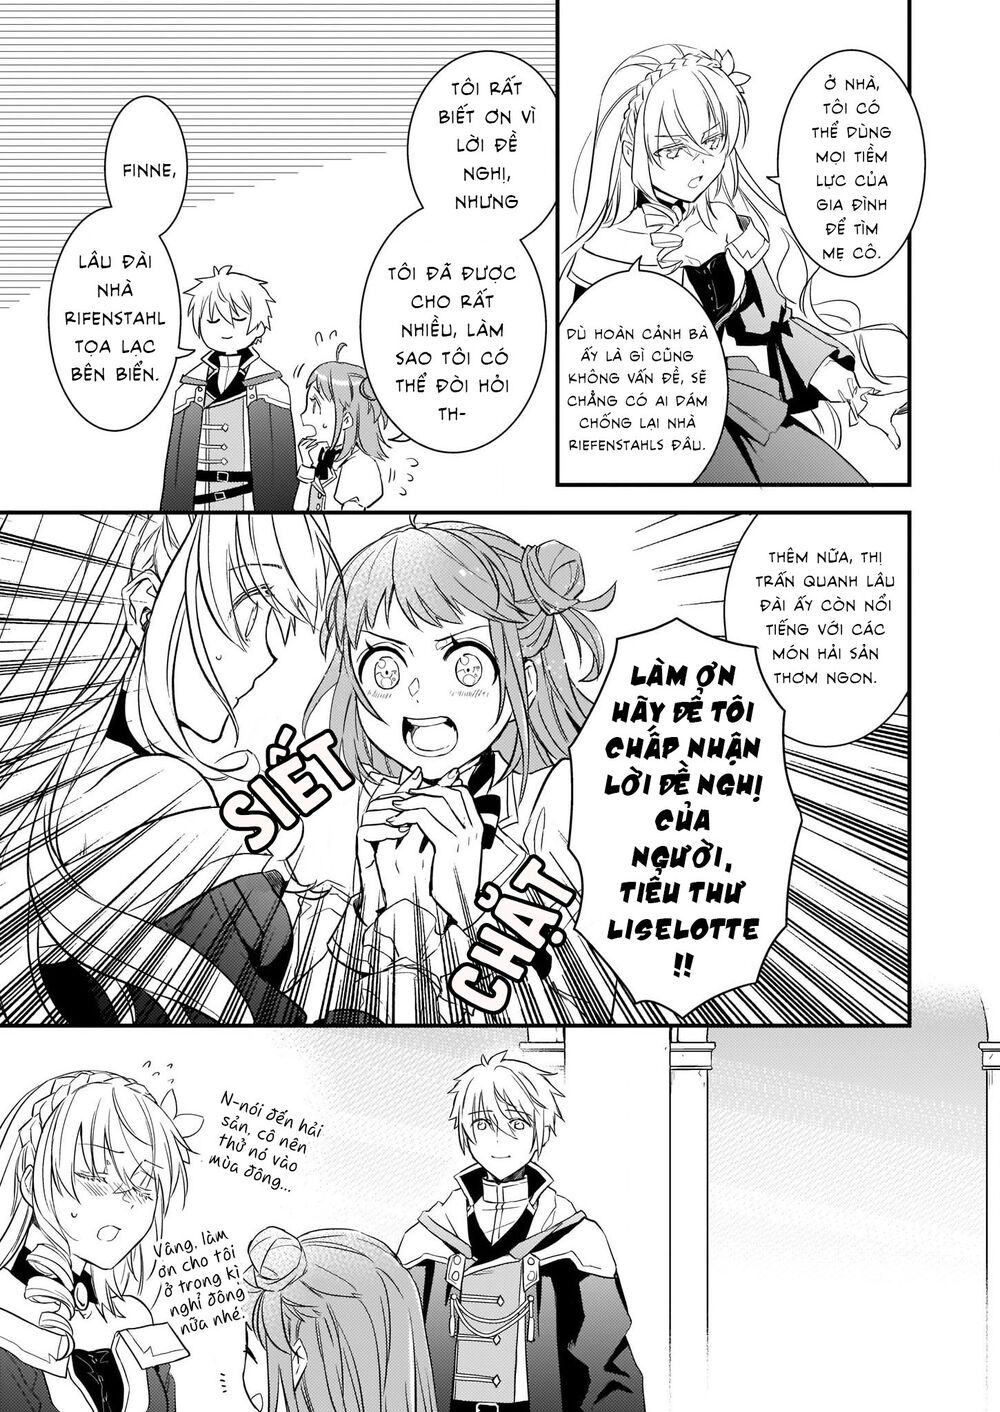 Ở NHÀ,
TÔI CÓ
THỂ DÙNG
MỌI TIỀM
LỰC CỦA
GIA ĐÌNH
ĐỂ TÌM
MẸ CÔ.
DÙ HOÀN CẢNH BÀ
ẤY LÀ GÌ CŨNG
KHÔNG VẤN ĐỀ, SẼ
CHẲNG CÓ AI DÁM
CHỐNG LẠI NHÀ
RIEFENSTAHLS ĐÂU.
TÔI RẤT
BIẾT ƠN VÌ
LỜI ĐỀ
NGHỊ,
NHƯNG
TÔI ĐÃ ĐƯỢC
CHO RẤT
NHIỀU, LÀM
SAO TÔI CÓ
THỂ ĐÒI HỎI
TH-
FINNE,
LÂU ĐÀI
NHÀ
RIFENSTAHL
TỌA LẠC
BÊN BIỂN.
THÊM NỮA, THỊ
TRẤN QUANH LÂU
ĐÀI ẤY CÒN NỔI
TIẾNG VỚI CÁC
MÓN HẢI SẢN
THƠM NGON.
LÀM ƠN
HÃY ĐỂ TÔI
CHẤP NHẬN
LỜI ĐỀ NGHỊ
CỦA
NGƯỜI,
TIỂU THƯ
LISELOTTE
!!
SIẾT
CHẶT
N-nói đến hải
sản, cô nên
thử nó vào
mùa đông...
Vâng, làm
ơn cho tôi
ở trong kì
nghỉ đông
nữa nhé.